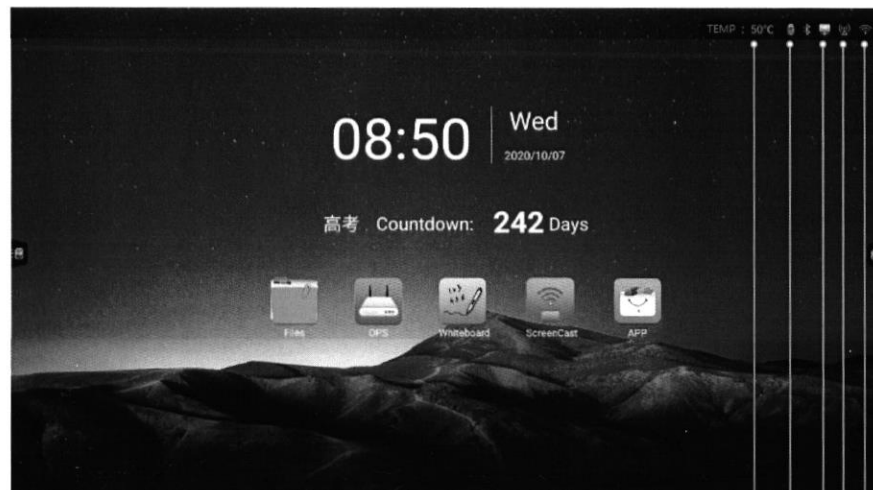 TEMP : 50°C
08:50
Wed
2020/10/07
高考 Countdown: 242 Days
Files
OPS
Whiteboard
ScreenCast
APP